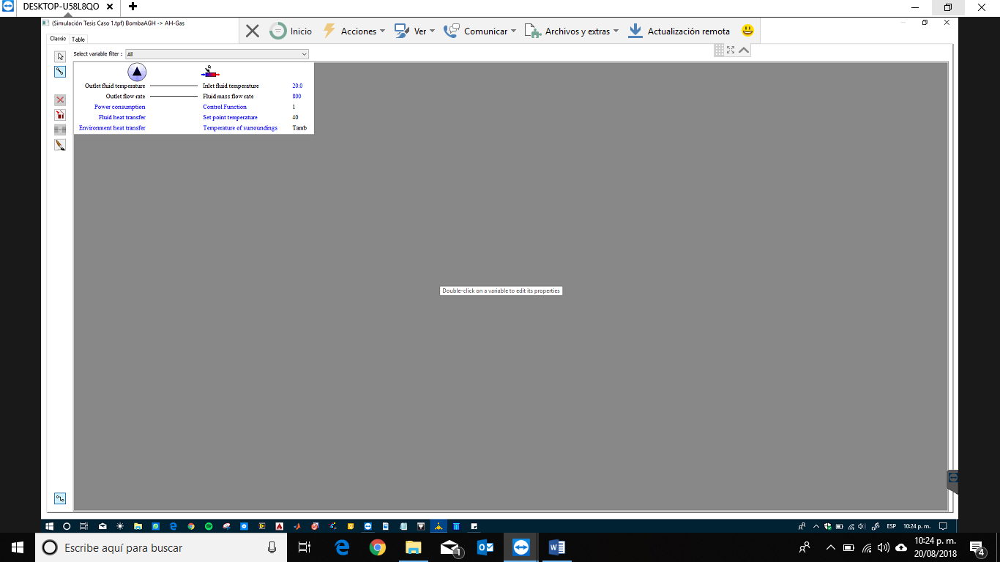 DESKTOP-U58L8QO
(Simulación Tesis Caso 1.tpf) BombaAGH -> AH-Gas
Inicio Acciones Ver Comunicar Archivos y extras Actualización remota
Classic Table
Select variable filter : All
Outlet fluid temperature Inlet fluid temperature 20.0
Outlet flow rate Fluid mass flow rate 800
Power consumption Control Function 1
Fluid heat transfer Set point temperature 40
Environment heat transfer Temperature of surroundings Tamb
Double-click on a variable to edit its properties
ESP 10:24 p. m.
Escribe aquí para buscar
1
10:24 p. m.
20/08/2018
4